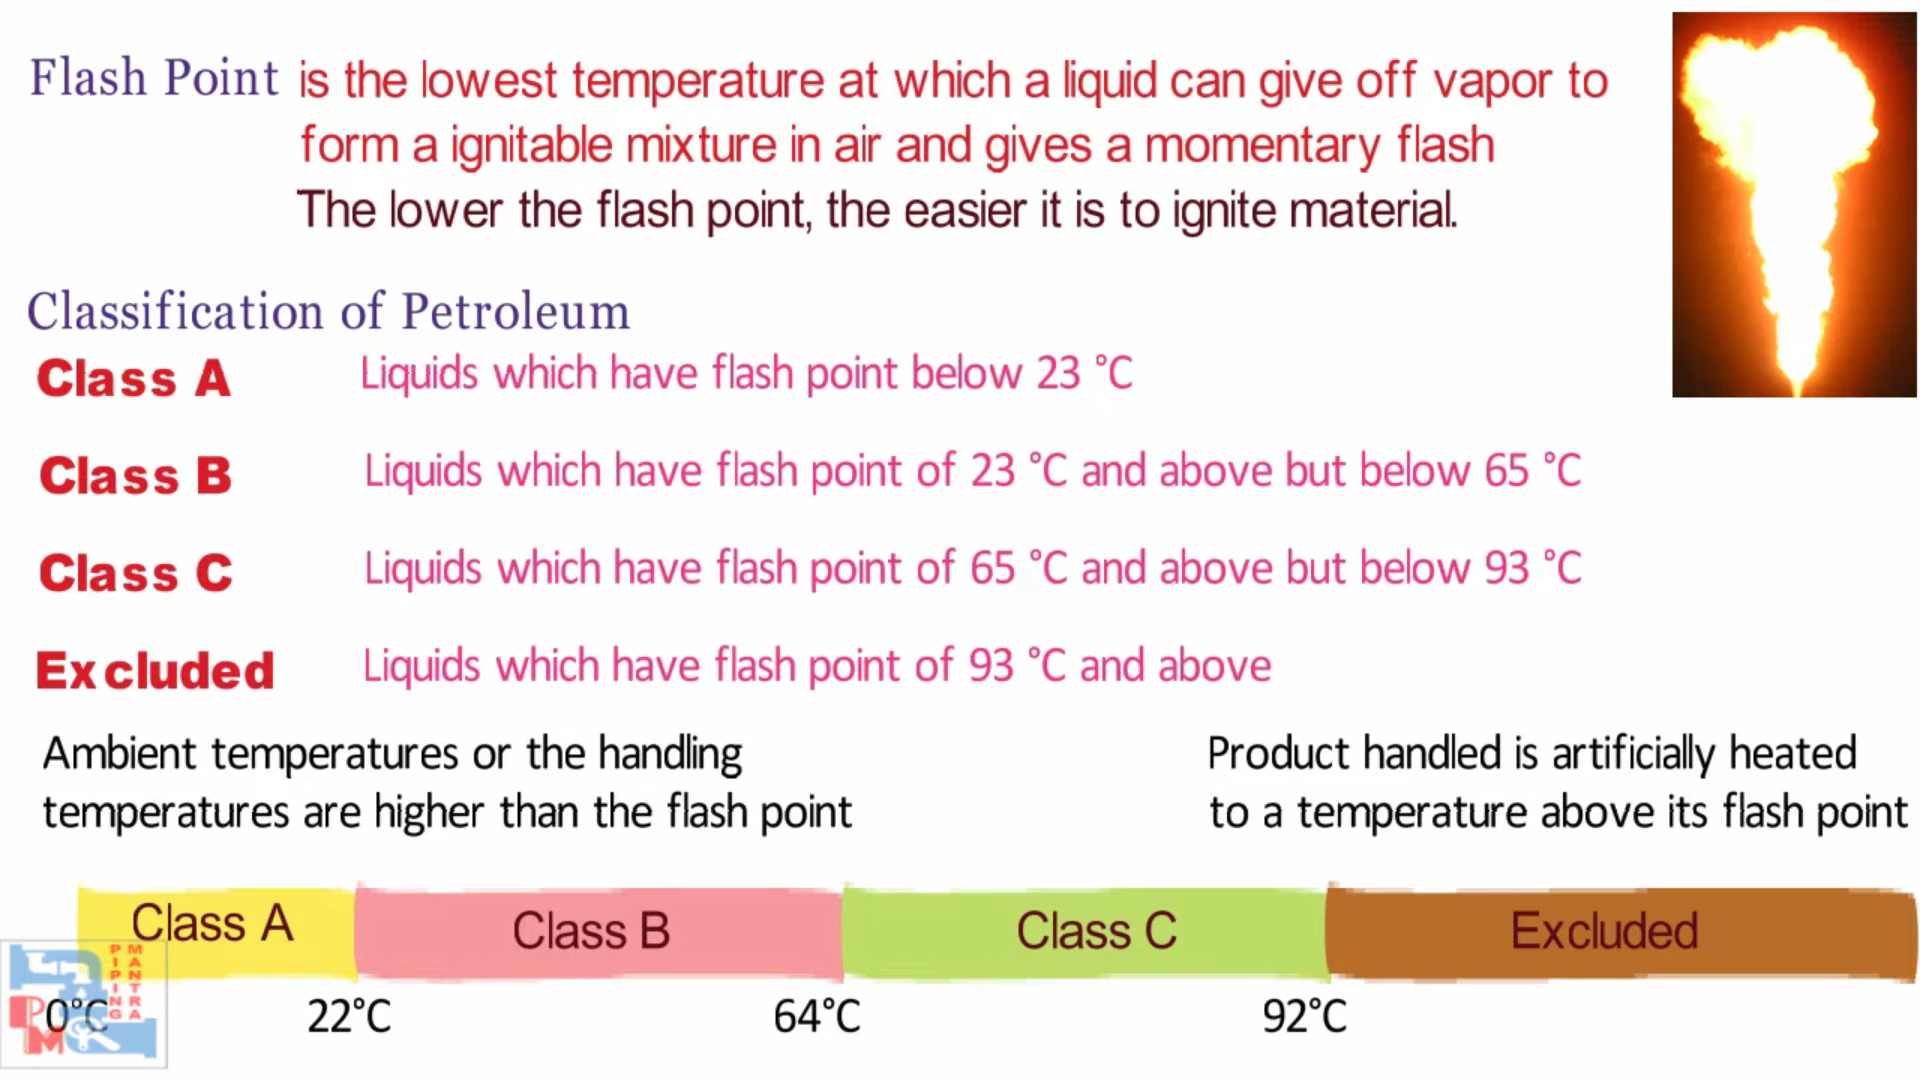 Flash Point is the lowest temperature at which a liquid can give off vapor to
form a ignitable mixture in air and gives a momentary flash
The lower the flash point, the easier it is to ignite material.
Classification of Petroleum
Class A Liquids which have flash point below 23 °C
Class B Liquids which have flash point of 23 °C and above but below 65 °C
Class C Liquids which have flash point of 65 °C and above but below 93 °C
Excluded Liquids which have flash point of 93 °C and above
Ambient temperatures or the handling
temperatures are higher than the flash point
Product handled is artificially heated
to a temperature above its flash point
Class A Class B Class C Excluded
0°C 22°C 64°C 92°C
PIPING
MANTRA
PM